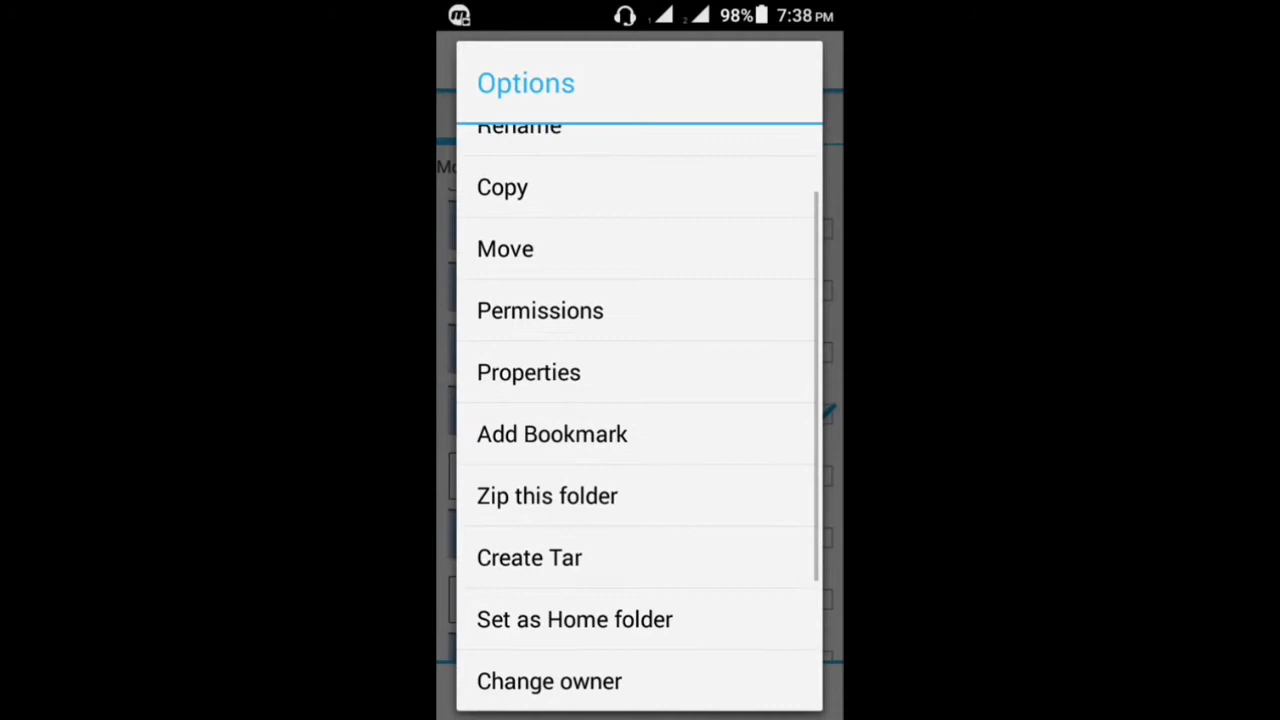 98% 7:38 PM
Options
Rename
Copy
Move
Permissions
Properties
Add Bookmark
Zip this folder
Create Tar
Set as Home folder
Change owner